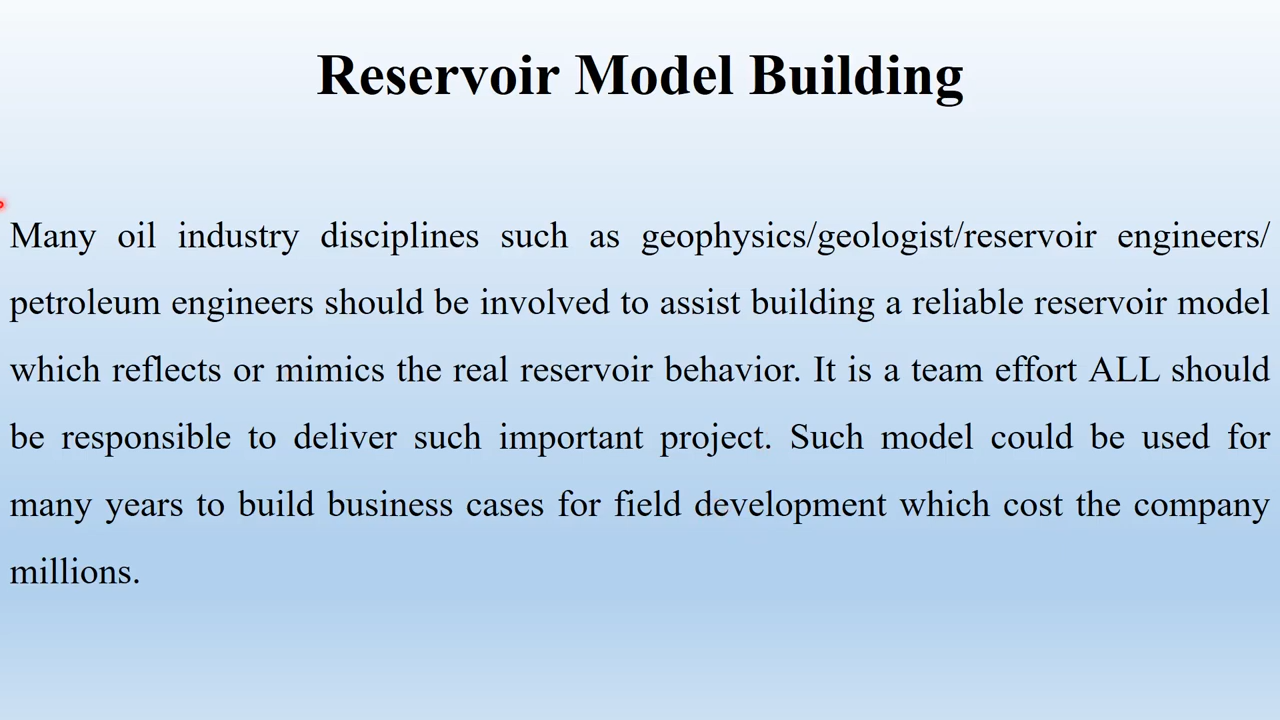 Reservoir Model Building
Many oil industry disciplines such as geophysics/geologist/reservoir engineers/
petroleum engineers should be involved to assist building a reliable reservoir model
which reflects or mimics the real reservoir behavior. It is a team effort ALL should
be responsible to deliver such important project. Such model could be used for
many years to build business cases for field development which cost the company
millions.